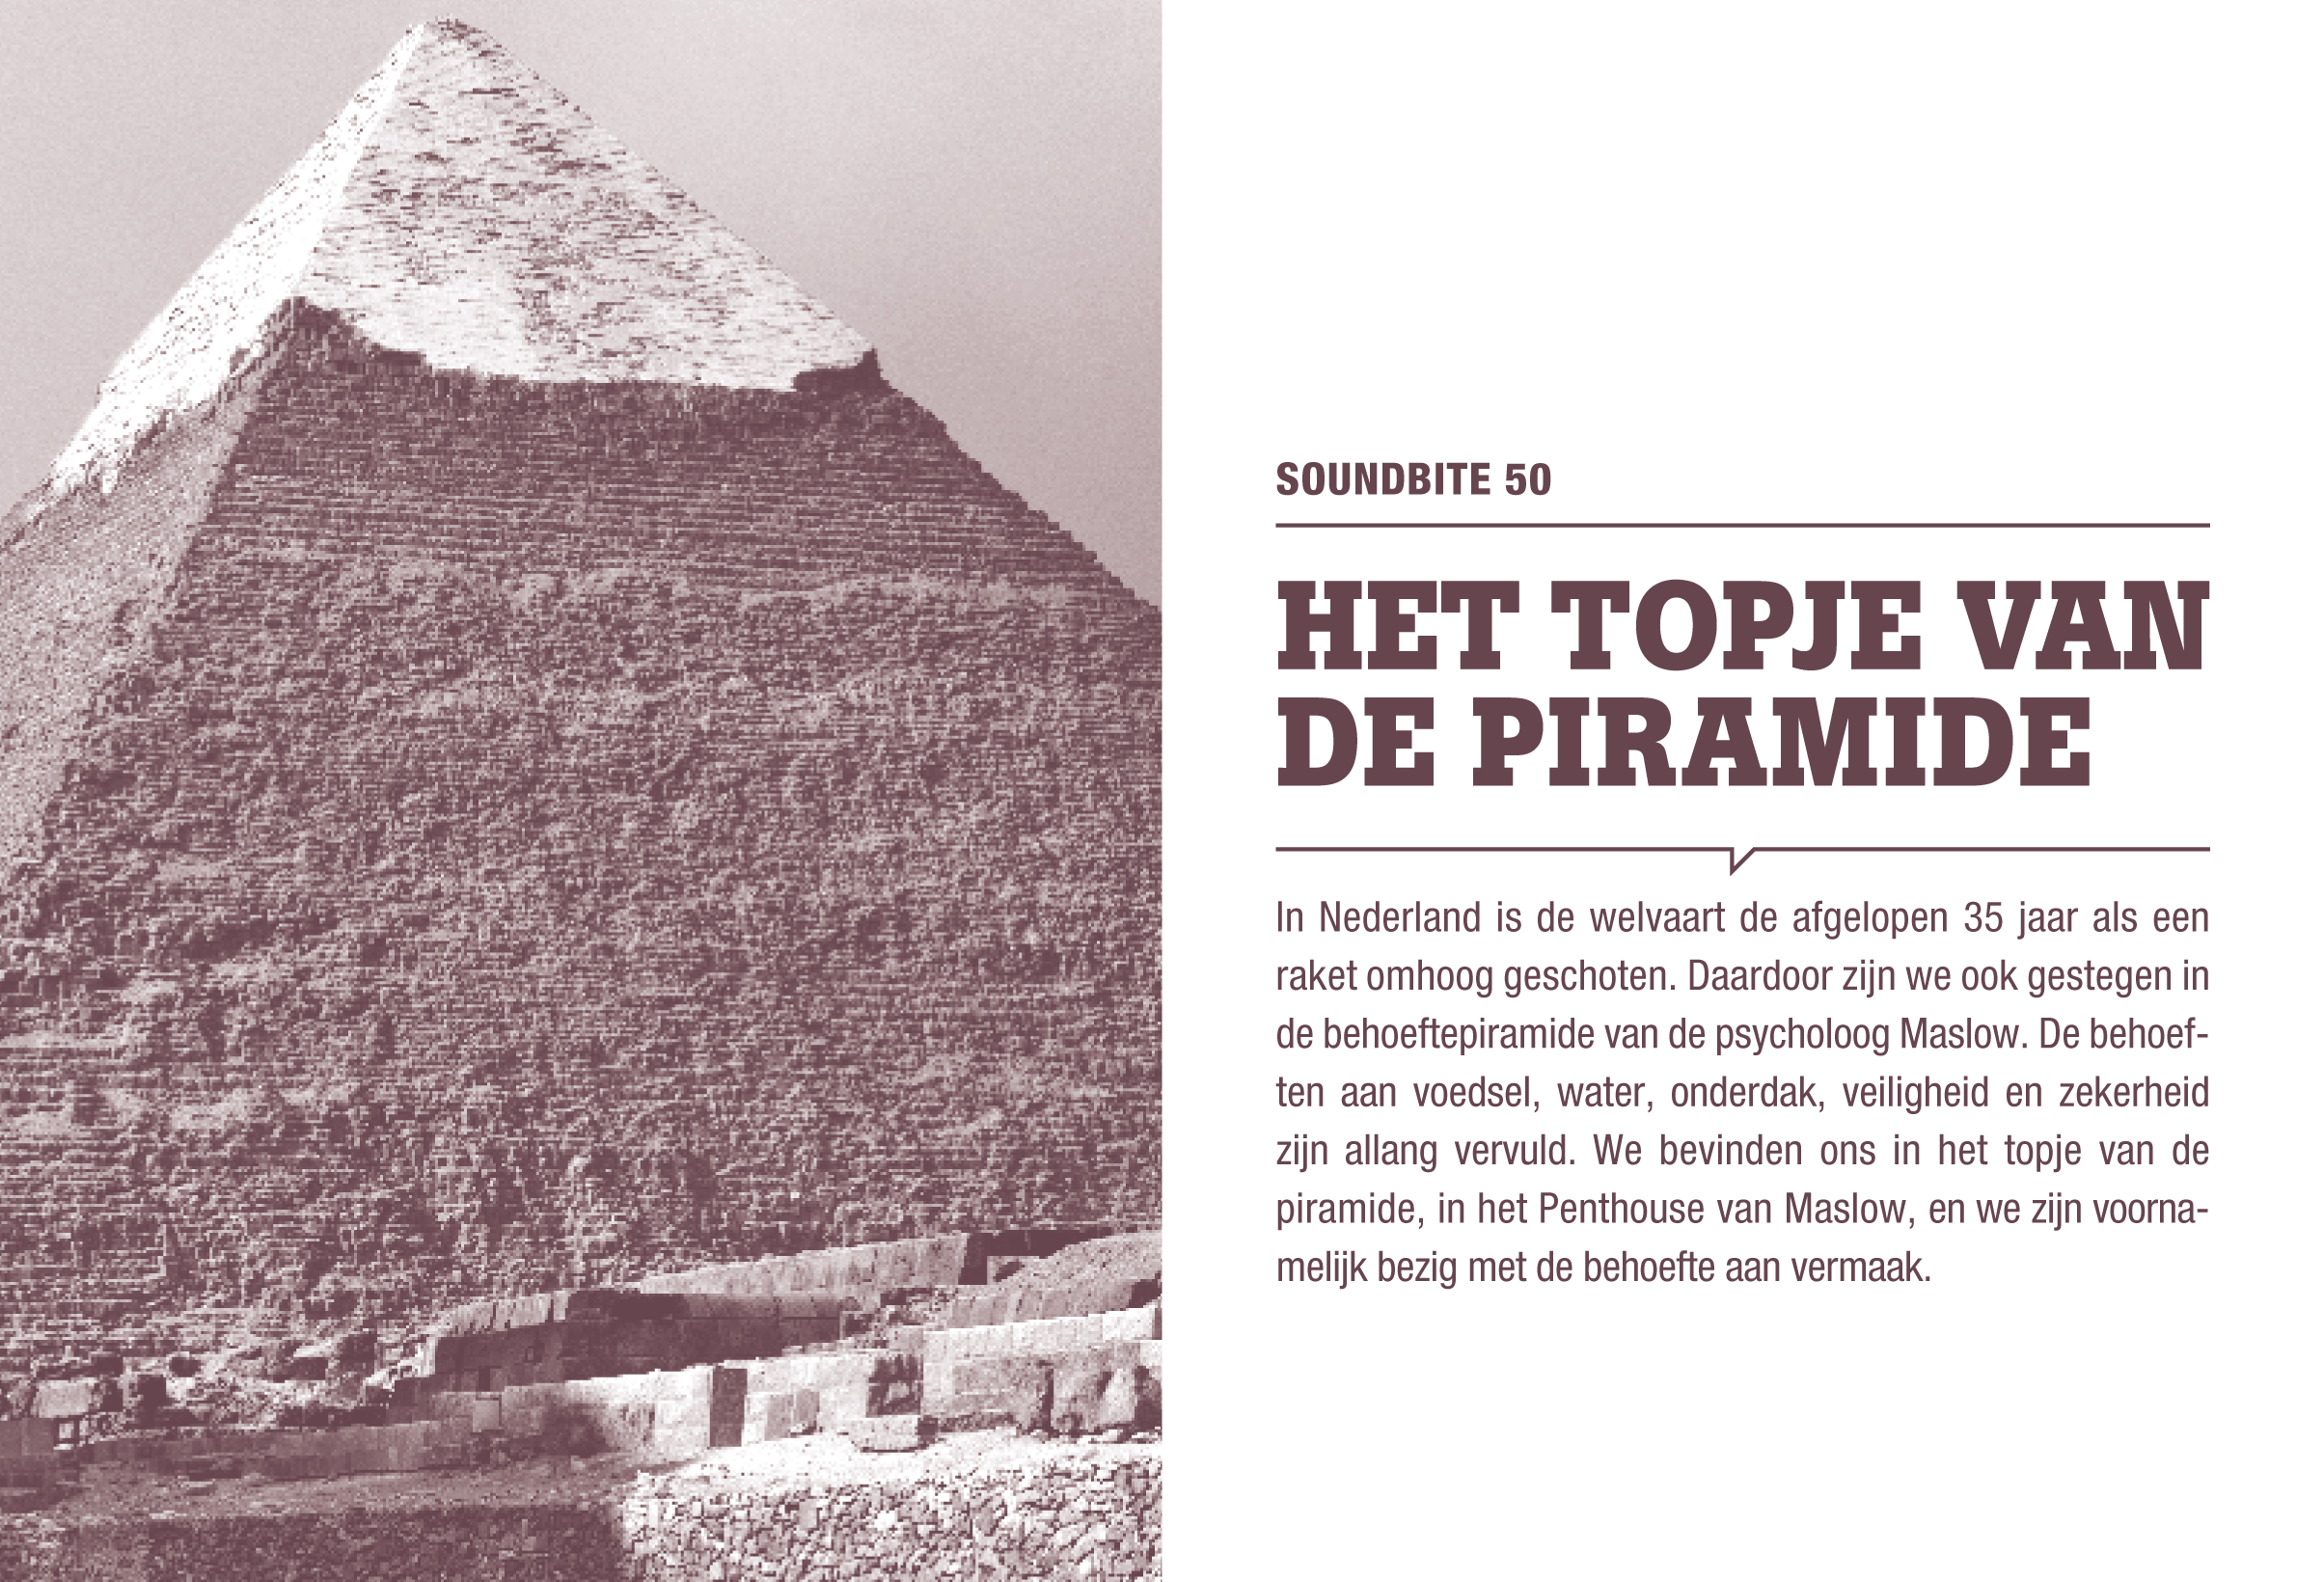 SOUNDBITE 50
HET TOPJE VAN
DE PIRAMIDE
In Nederland is de welvaart de afgelopen 35 jaar als een
raket omhoog geschoten. Daardoor zijn we ook gestegen in
de behoeftepiramide van de psycholoog Maslow. De behoef-
ten aan voedsel, water, onderdak, veiligheid en zekerheid
zijn allang vervuld. We bevinden ons in het topje van de
piramide, in het Penthouse van Maslow, en we zijn voorna-
melijk bezig met de behoefte aan vermaak.